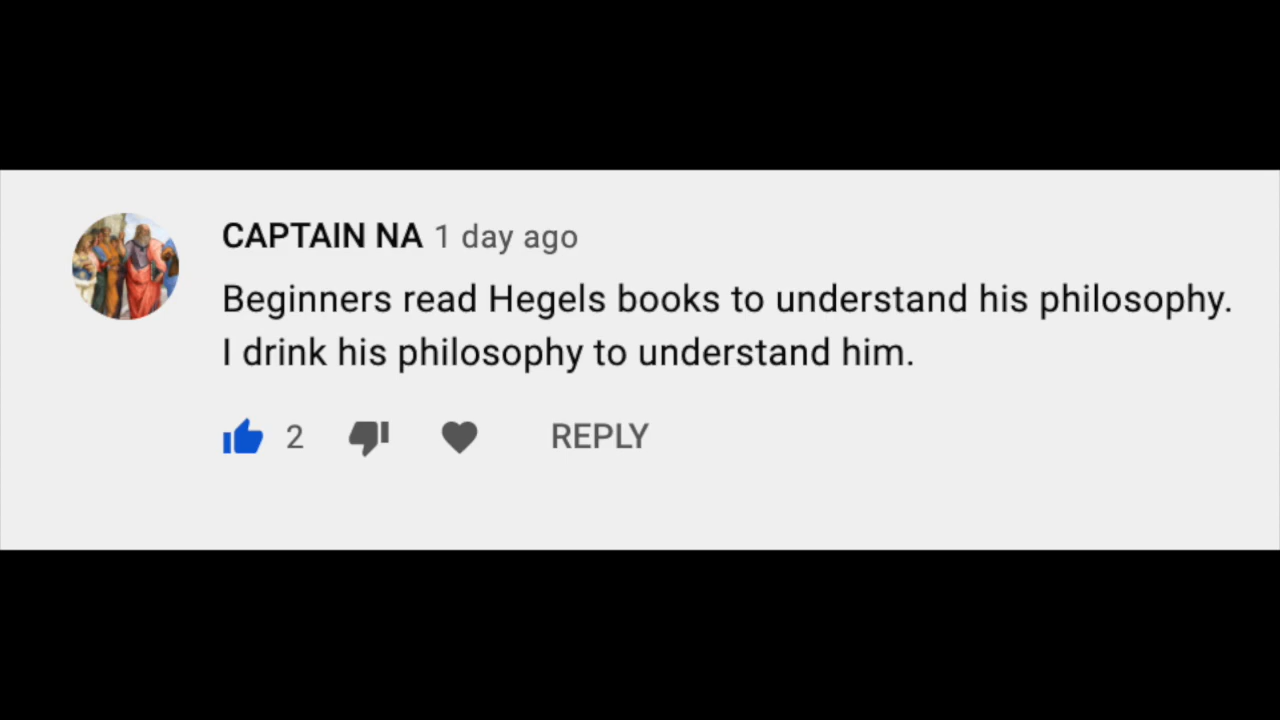 CAPTAIN NA 1 day ago
Beginners read Hegels books to understand his philosophy.
I drink his philosophy to understand him.
2 REPLY